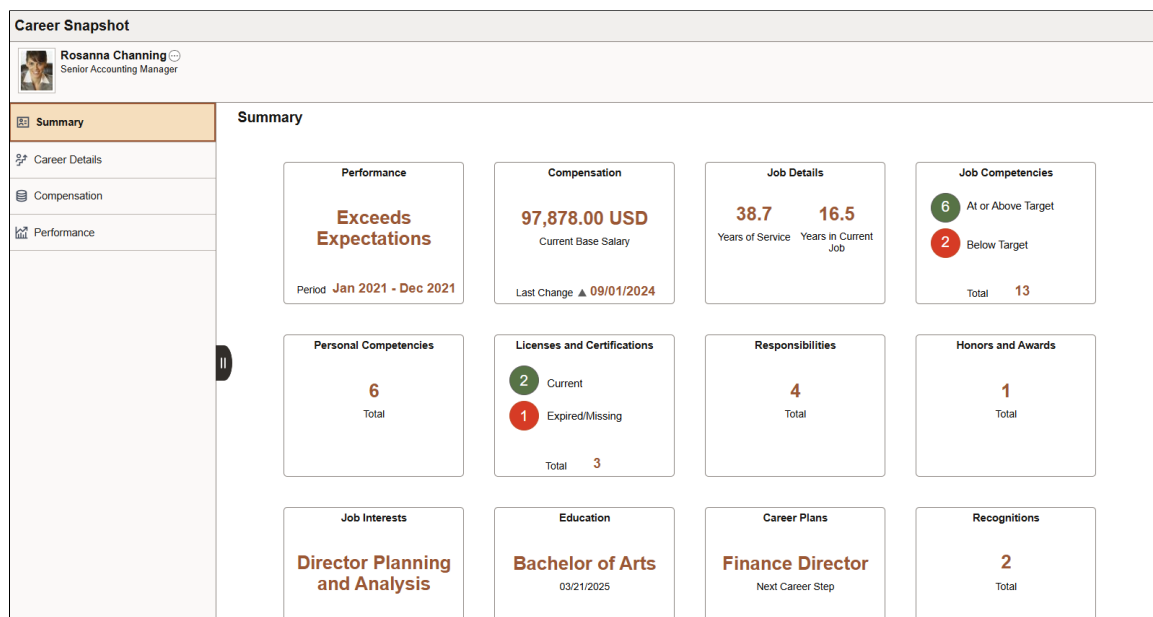 Career Snapshot
Rosanna Channing
Senior Accounting Manager
Summary
Career Details
Compensation
Performance
Summary
Performance
Exceeds
Expectations
Period Jan 2021 - Dec 2021
Compensation
97,878.00 USD
Current Base Salary
Last Change ▲ 09/01/2024
Job Details
38.7 16.5
Years of Service Years in Current
Job
Job Competencies
6 At or Above Target
2 Below Target
Total 13
Personal Competencies
6
Total
Licenses and Certifications
2 Current
1 Expired/Missing
Total 3
Responsibilities
4
Total
Honors and Awards
1
Total
Job Interests
Director Planning
and Analysis
Education
Bachelor of Arts
03/21/2025
Career Plans
Finance Director
Next Career Step
Recognitions
2
Total